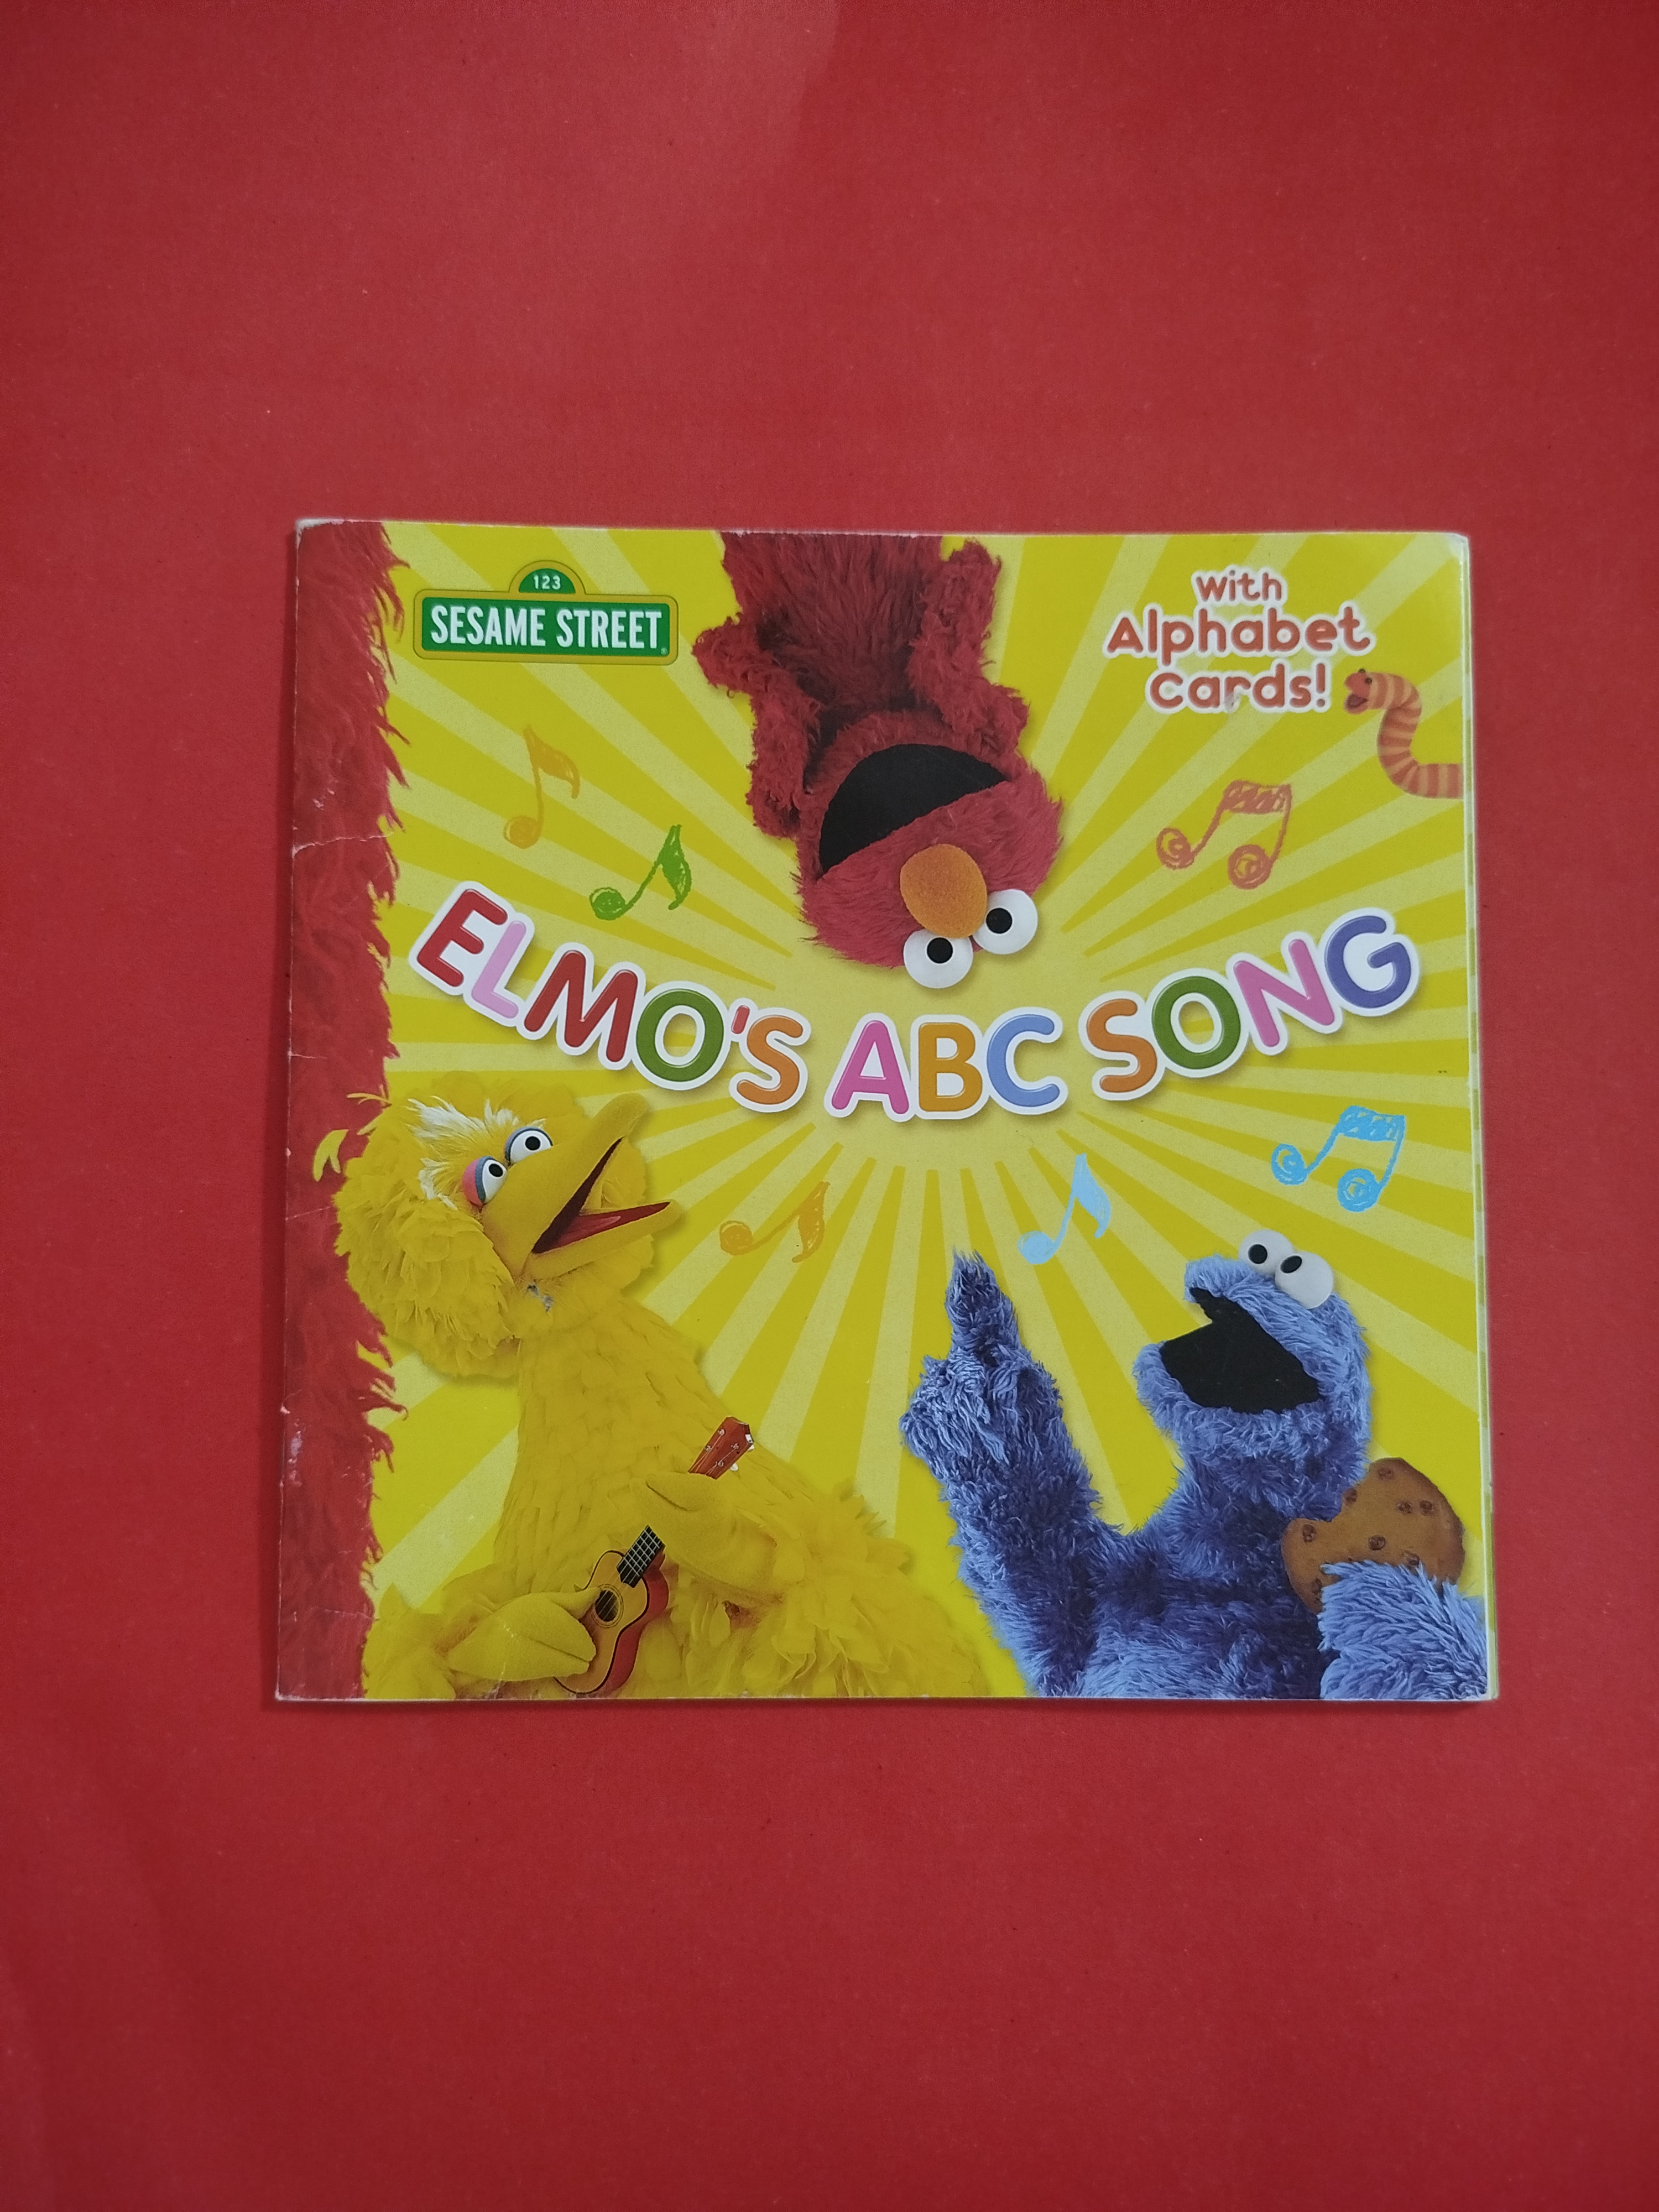 123
SESAME STREET
with
Alphabet
cards!
ELMO'S ABC SONG